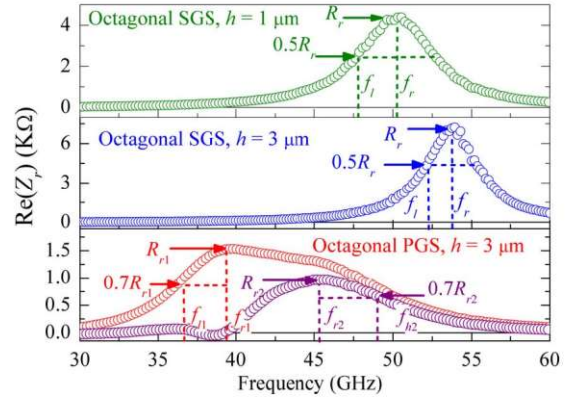 Octagonal SGS, h = 1 μm
R_r
0.5R_r
f_l
f_r
4
2
0
Octagonal SGS, h = 3 μm
R_r
0.5R_r
f_l
f_r
6
3
0
Re(Z_r) (KΩ)
Octagonal PGS, h = 3 μm
R_r1
0.7R_r1
R_r2
0.7R_r2
f_l1
f_r1
f_r2
f_h2
1.5
1.0
0.5
0.0
30 35 40 45 50 55 60
Frequency (GHz)